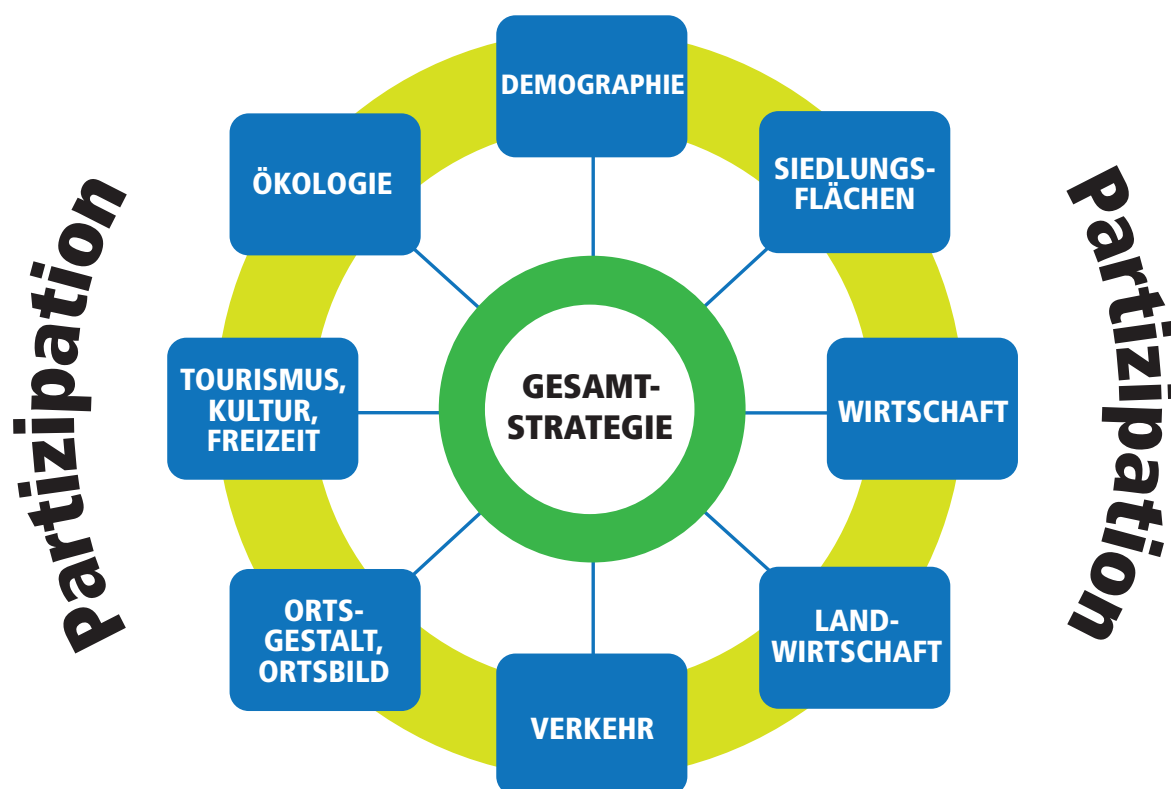 DEMOGRAPHIE
SIEDLUNGS-
FLÄCHEN
WIRTSCHAFT
LAND-
WIRTSCHAFT
VERKEHR
ORTS-
GESTALT,
ORTSBILD
TOURISMUS,
KULTUR,
FREIZEIT
ÖKOLOGIE
GESAMT-
STRATEGIE
Partizipation
Partizipation